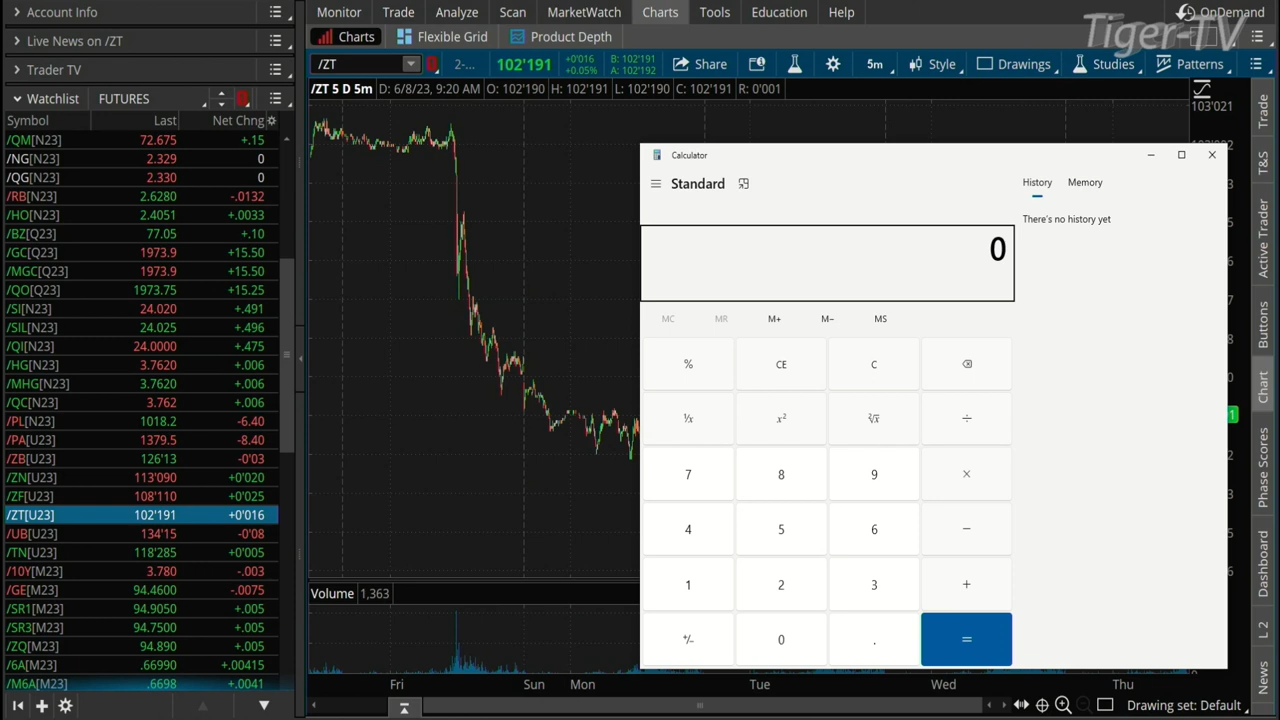 Account Info
Live News on /ZT
Trader TV
Watchlist FUTURES
Symbol Last Net Chng
/QM[N23] 72.675 +.15
/NG[N23] 2.329 0
/QG[N23] 2.330 0
/RB[N23] 2.6280 -.0132
/HO[N23] 2.4051 +.0033
/BZ[Q23] 77.05 +.10
/GC[Q23] 1973.9 +15.50
/MGC[Q23] 1973.9 +15.50
/QO[Q23] 1973.75 +15.25
/SI[N23] 24.020 +.491
/SIL[N23] 24.025 +.496
/QI[N23] 24.0000 +.475
/HG[N23] 3.7620 +.006
/MHG[N23] 3.7620 +.006
/QC[N23] 3.762 +.006
/PL[N23] 1018.2 -6.40
/PA[U23] 1379.5 -8.40
/ZB[U23] 126'13 -0'03
/ZN[U23] 113'090 +0'020
/ZF[U23] 108'110 +0'025
/ZT[U23] 102'191 +0'016
/UB[U23] 134'15 -0'08
/TN[U23] 118'285 +0'005
/10Y[M23] 3.780 -.003
/GE[M23] 94.4600 -.0075
/SR1[M23] 94.9050 +.005
/SR3[M23] 94.7500 +.005
/ZQ[M23] 94.890 +.005
/6A[M23] .66990 +.00415
/M6A[M23] .6698 +.0041
Monitor Trade Analyze Scan MarketWatch Charts Tools Education Help
OnDemand
Tiger-TV
Charts Flexible Grid Product Depth
/ZT 2-... 102'191 +0'016 +0.05% B: 102'191 A: 102'192 Share 5m Style Drawings Studies Patterns
/ZT 5 D 5m D: 6/8/23, 9:20 AM O: 102'190 H: 102'191 L: 102'190 C: 102'191 R: 0'001
103'021
Calculator
Standard
History Memory
There's no history yet
0
MC MR M+ M− MS
% CE C
¹/x x² ²√x ÷
7 8 9 ×
4 5 6 −
1 2 3 +
+/− 0 . =
Volume 1,363
Fri Sun Mon Tue Wed Thu
Drawing set: Default
Trade
T&S
Active Trader
Buttons
Chart
Phase Scores
Dashboard
L 2
News